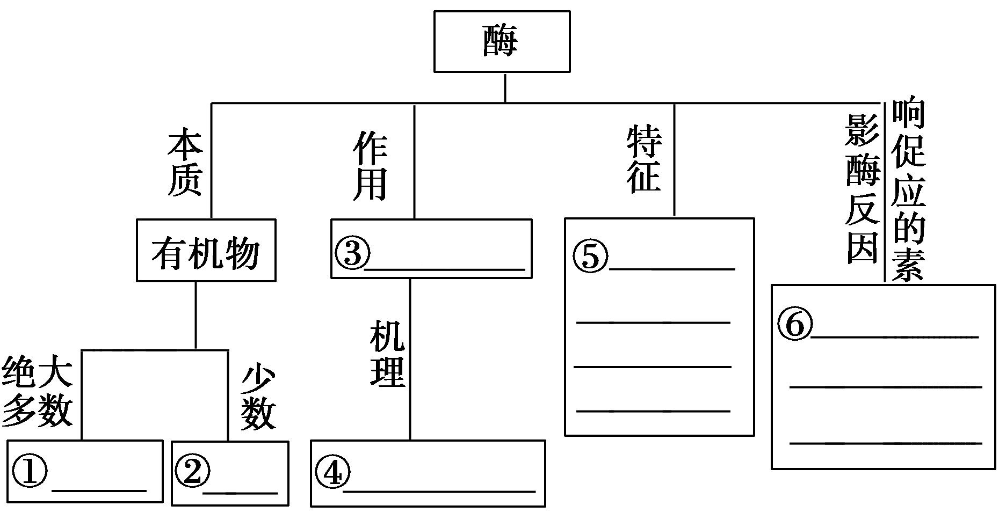 酶
本质
作用
特征
影响
酶促
反应
因的
素
有机物
③
⑤
⑥
机理
绝大
多数
少数
①
②
④